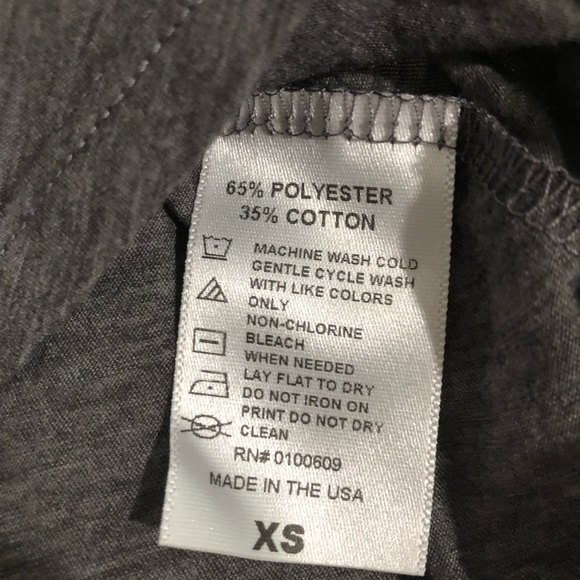 65% POLYESTER
35% COTTON
MACHINE WASH COLD
GENTLE CYCLE WASH
WITH LIKE COLORS
ONLY
NON-CHLORINE
BLEACH
WHEN NEEDED
LAY FLAT TO DRY
DO NOT IRON ON
PRINT DO NOT DRY
CLEAN
RN# 0100609
MADE IN THE USA
XS